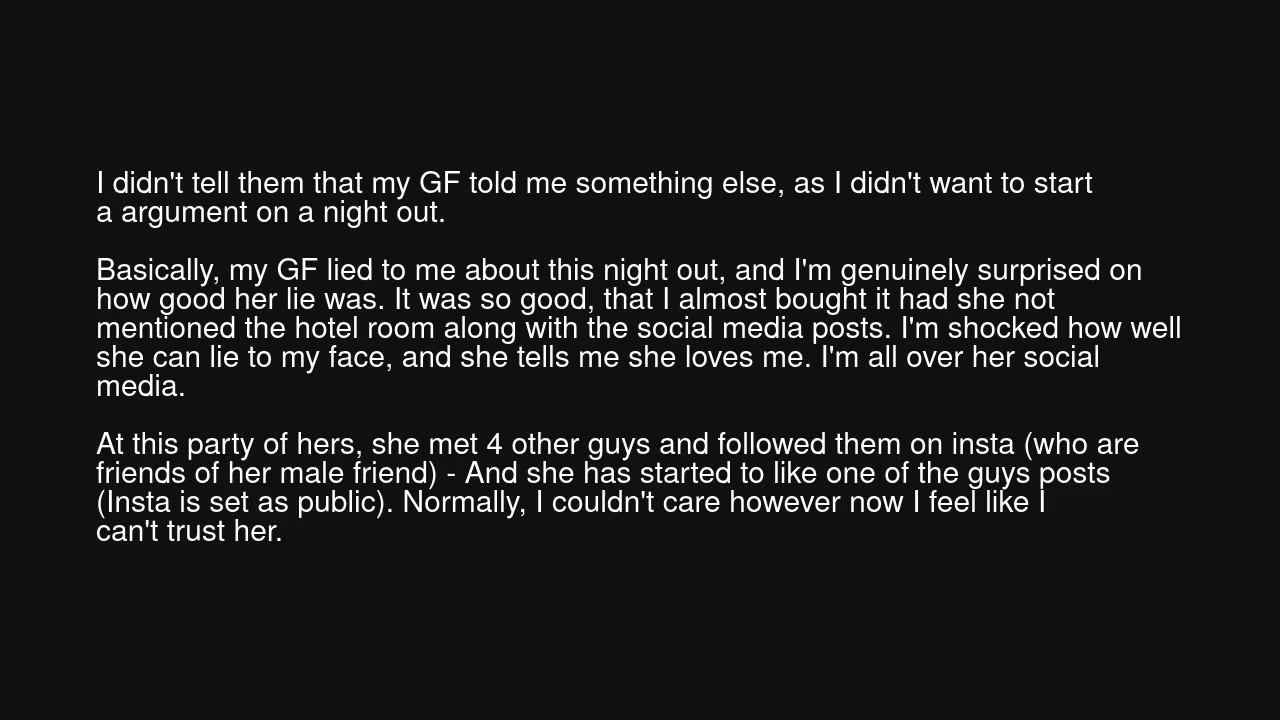 I didn't tell them that my GF told me something else, as I didn't want to start
a argument on a night out.
Basically, my GF lied to me about this night out, and I'm genuinely surprised on
how good her lie was. It was so good, that I almost bought it had she not
mentioned the hotel room along with the social media posts. I'm shocked how well
she can lie to my face, and she tells me she loves me. I'm all over her social
media.
At this party of hers, she met 4 other guys and followed them on insta (who are
friends of her male friend) - And she has started to like one of the guys posts
(Insta is set as public). Normally, I couldn't care however now I feel like I
can't trust her.